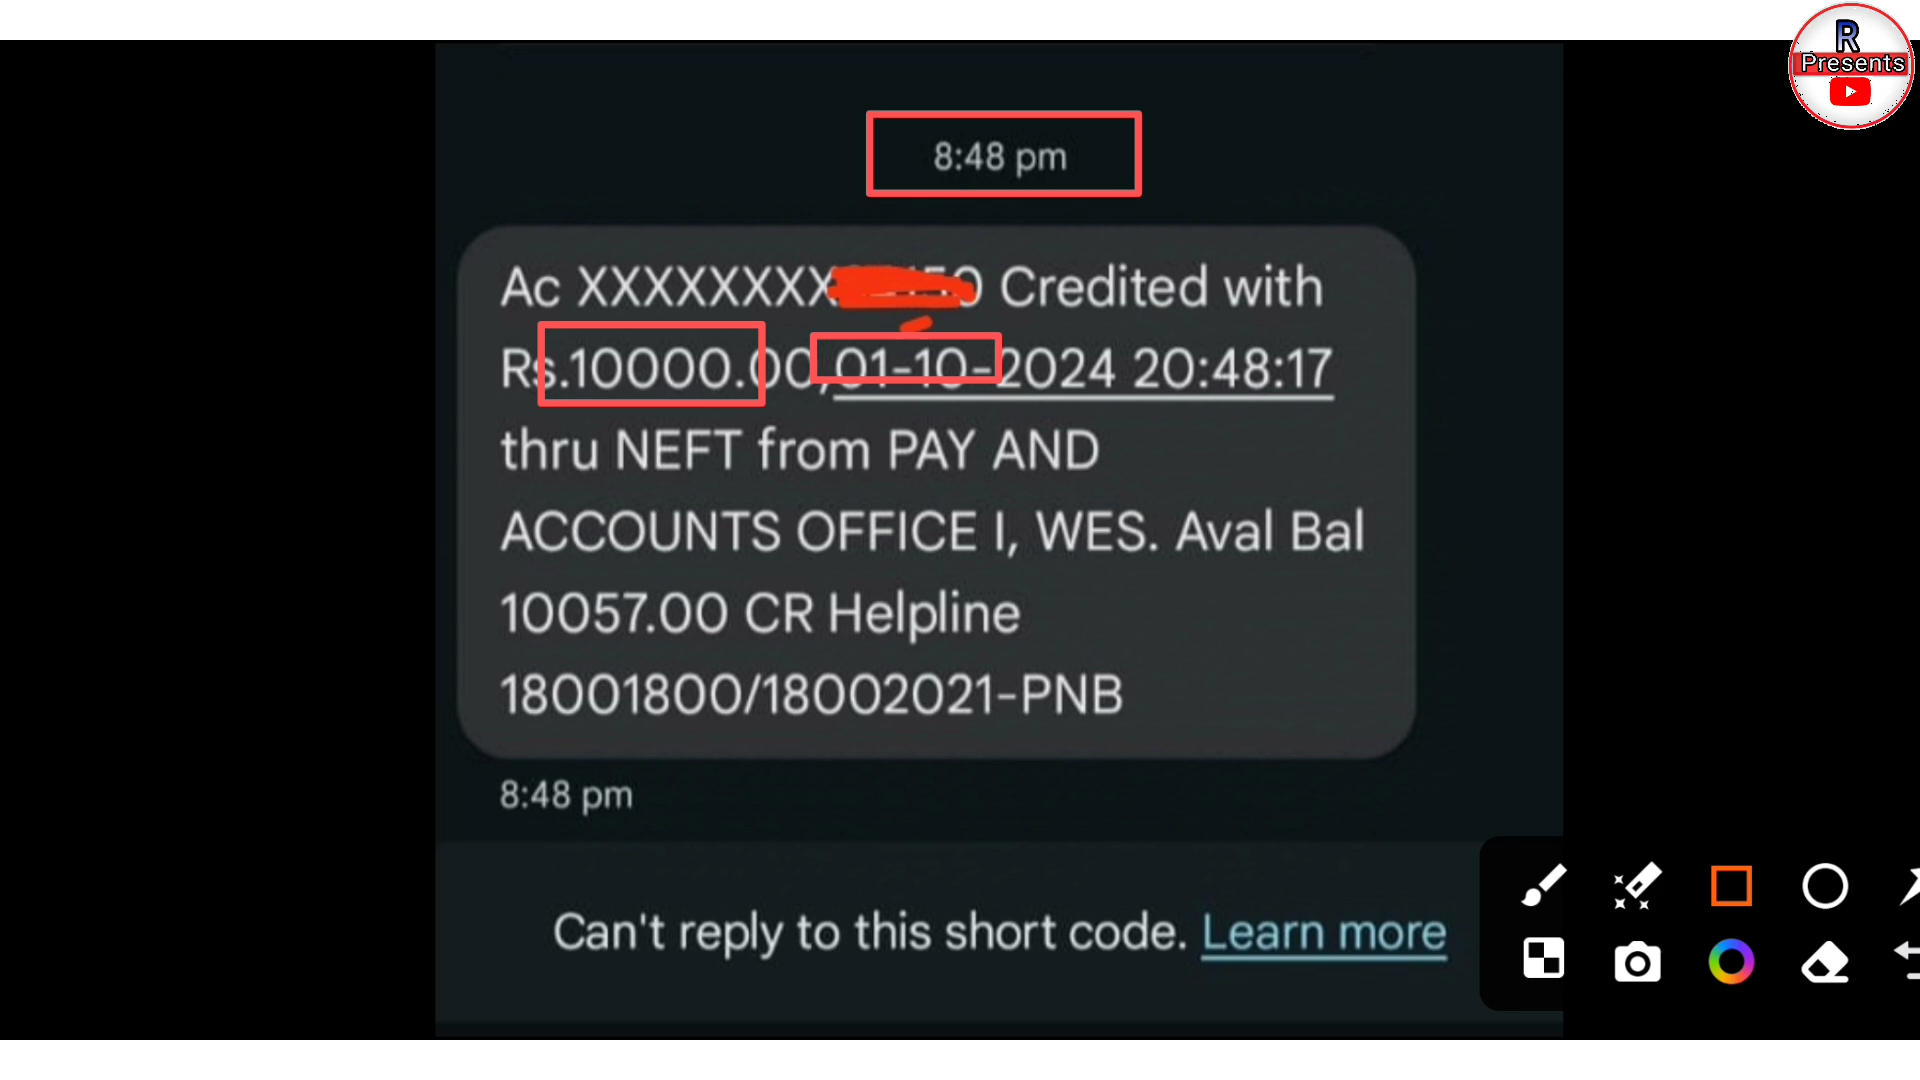 R
Presents
8:48 pm
Ac XXXXXXXX Credited with
Rs.10000.00,01-10-2024 20:48:17
thru NEFT from PAY AND
ACCOUNTS OFFICE I, WES. Aval Bal
10057.00 CR Helpline
18001800/18002021-PNB
8:48 pm
Can't reply to this short code. Learn more